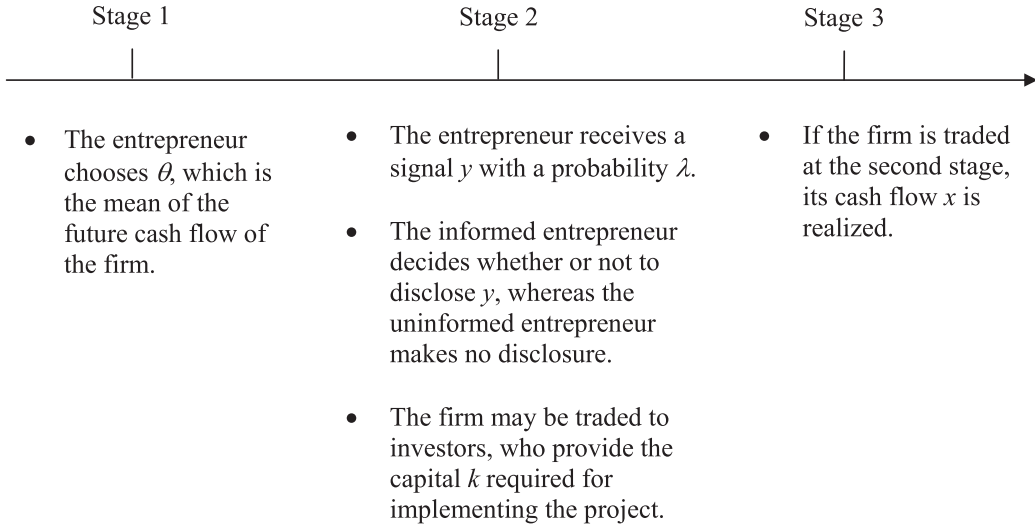 Stage 1
Stage 2
Stage 3
• The entrepreneur
chooses θ, which is
the mean of the
future cash flow of
the firm.
• The entrepreneur receives a
signal y with a probability λ.
• The informed entrepreneur
decides whether or not to
disclose y, whereas the
uninformed entrepreneur
makes no disclosure.
• The firm may be traded to
investors, who provide the
capital k required for
implementing the project.
• If the firm is traded
at the second stage,
its cash flow x is
realized.